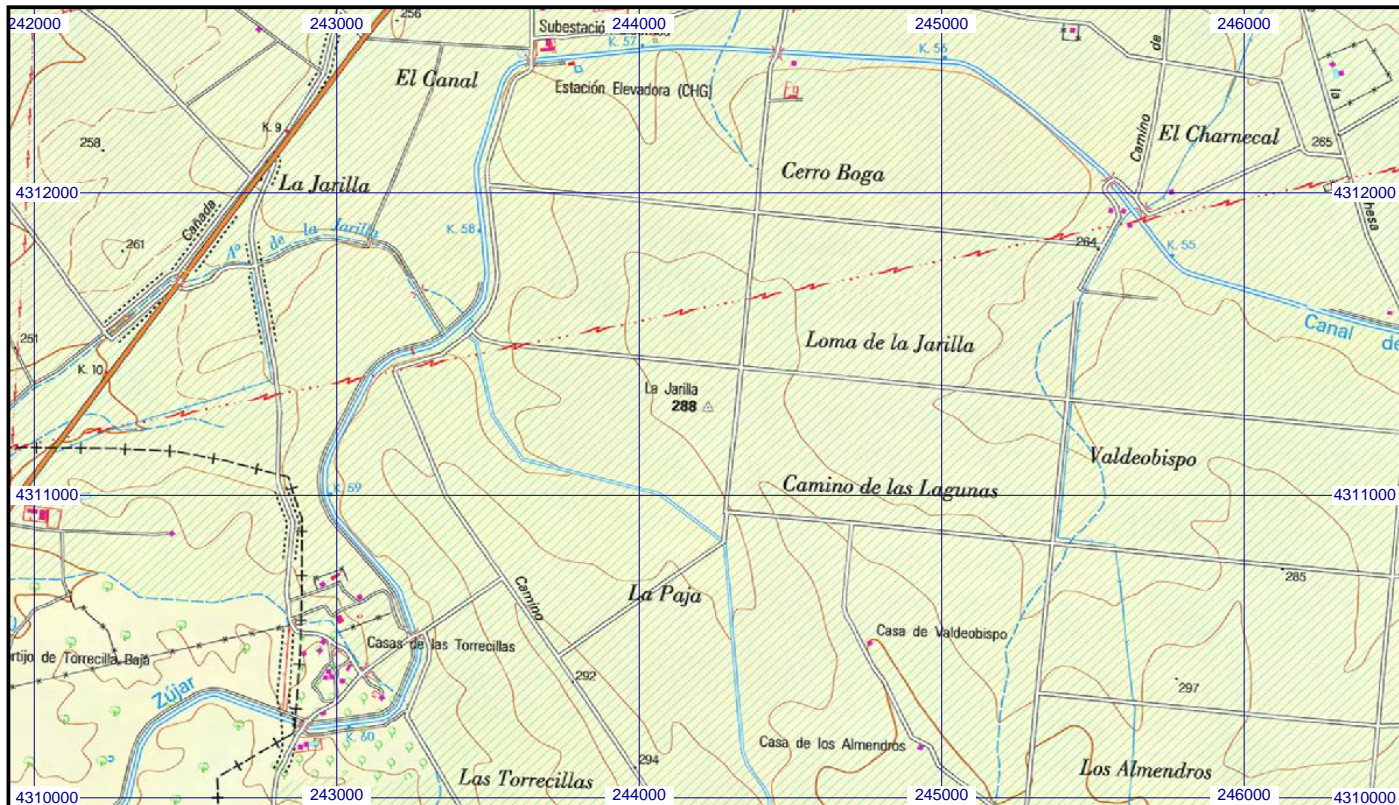 242000
243000
244000
245000
246000
256
Subestació
K. 57
K. 56
El Canal
Estación Elevadora (CHG)
Camino
de
la
K. 9
258
El Charnecal
265
Cerro Boga
La Jarilla
4312000
4312000
Cañada
Aº de la Jarilla
hesa
261
K. 58
264
K. 55
251
Canal de
Loma de la Jarilla
K. 10
La Jarilla
288
Valdeobispo
K. 59
Camino de las Lagunas
4311000
4311000
285
Camino
La Paja
Casa de Valdeobispo
Casas de las Torrecillas
rtijo de Torrecilla Baja
292
297
Zújar
K. 60
Casa de los Almendros
294
Las Torrecillas
Los Almendros
4310000
4310000
242000
243000
244000
245000
246000